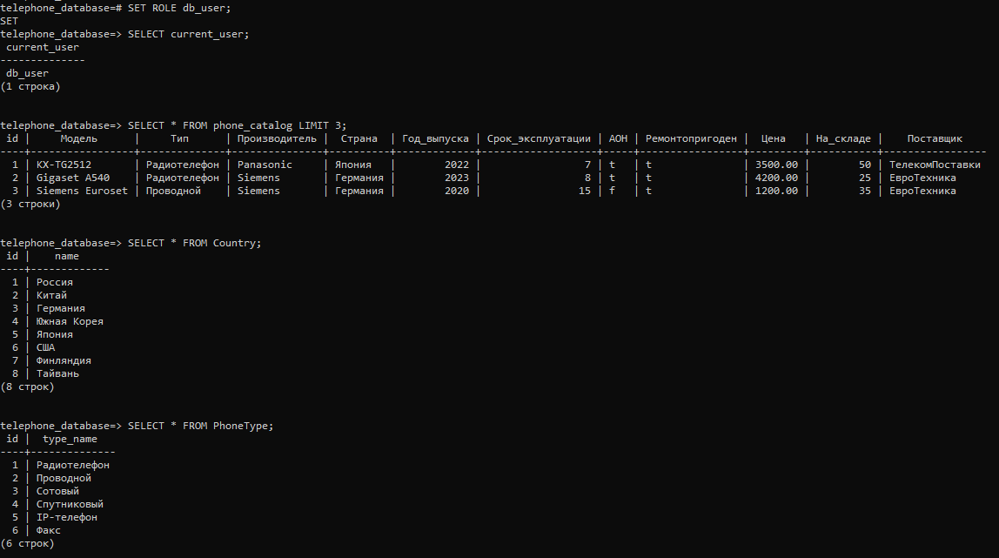 telephone_database=# SET ROLE db_user;
SET
telephone_database=> SELECT current_user;
 current_user
--------------
 db_user
(1 строка)


telephone_database=> SELECT * FROM phone_catalog LIMIT 3;
 id |     Модель      |     Тип      | Производитель |  Страна  | Год_выпуска | Срок_эксплуатации | АОН | Ремонтопригоден |  Цена   | На_складе |    Поставщик
----+-----------------+--------------+---------------+----------+-------------+-------------------+-----+-----------------+---------+-----------+-----------------
  1 | KX-TG2512       | Радиотелефон | Panasonic     | Япония   |        2022 |                 7 | t   | t               | 3500.00 |        50 | ТелекомПоставки
  2 | Gigaset A540    | Радиотелефон | Siemens       | Германия |        2023 |                 8 | t   | t               | 4200.00 |        25 | ЕвроТехника
  3 | Siemens Euroset | Проводной    | Siemens       | Германия |        2020 |                15 | f   | t               | 1200.00 |        35 | ЕвроТехника
(3 строки)


telephone_database=> SELECT * FROM Country;
 id |    name
----+-------------
  1 | Россия
  2 | Китай
  3 | Германия
  4 | Южная Корея
  5 | Япония
  6 | США
  7 | Финляндия
  8 | Тайвань
(8 строк)


telephone_database=> SELECT * FROM PhoneType;
 id |  type_name
----+--------------
  1 | Радиотелефон
  2 | Проводной
  3 | Сотовый
  4 | Спутниковый
  5 | IP-телефон
  6 | Факс
(6 строк)